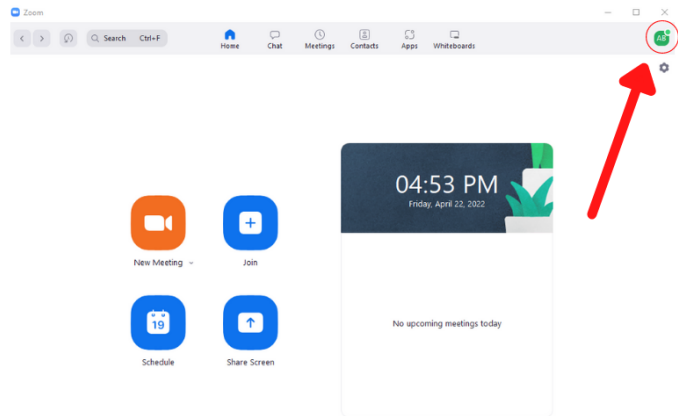 Zoom
Search Ctrl+F
Home Chat Meetings Contacts Apps Whiteboards
AB
04:53 PM
Friday, April 22, 2022
New Meeting
Join
19
Schedule
Share Screen
No upcoming meetings today